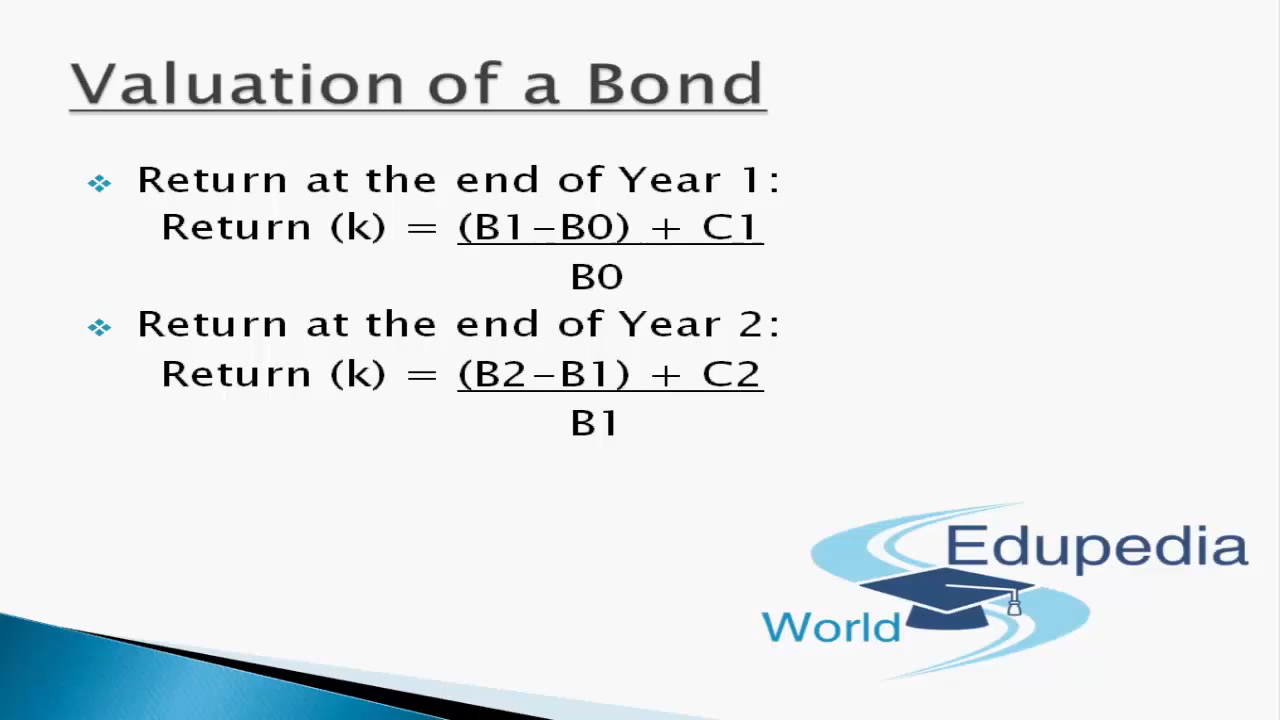 Valuation of a Bond
Return at the end of Year 1:
Return (k) = (B1-B0) + C1
B0
Return at the end of Year 2:
Return (k) = (B2-B1) + C2
B1
Edupedia
World